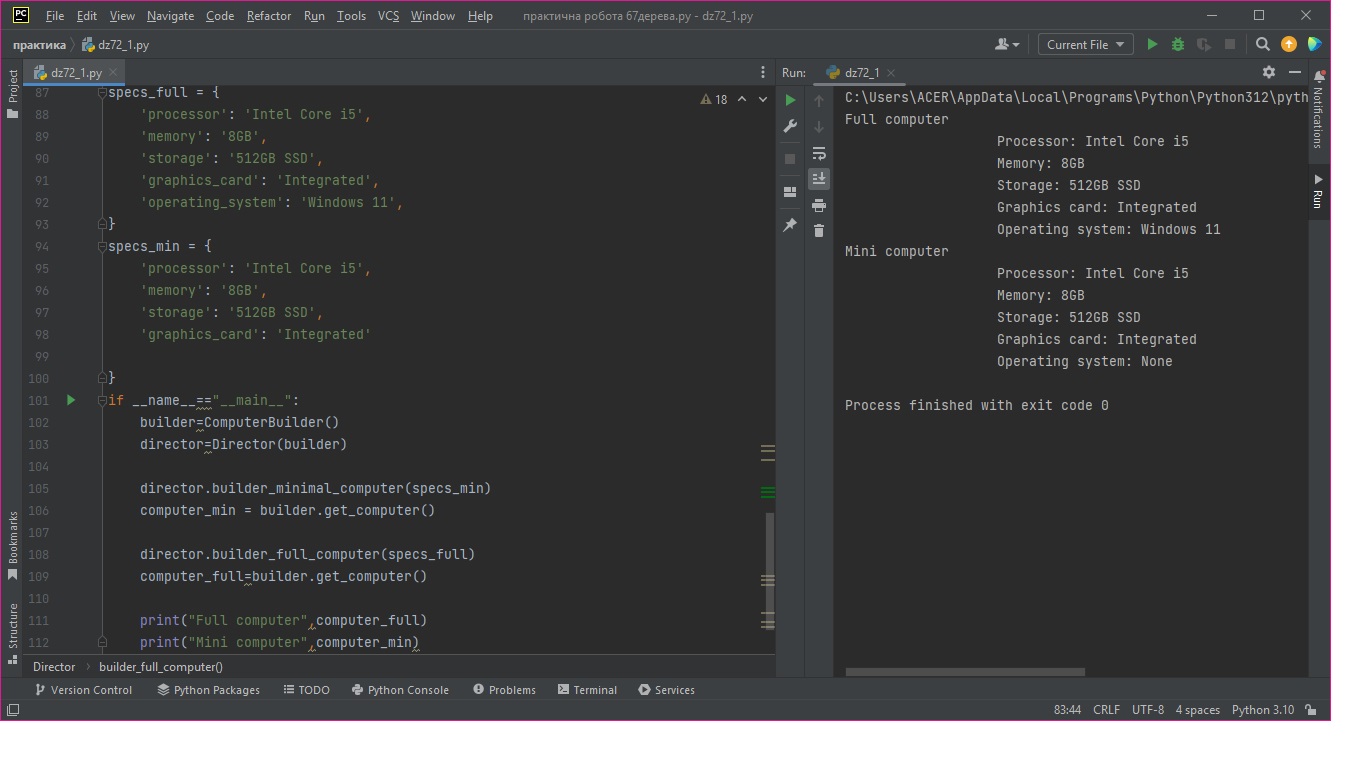 PC File Edit View Navigate Code Refactor Run Tools VCS Window Help практична робота 67дерева.py - dz72_1.py
практика dz72_1.py Current File
dz72_1.py
Run: dz72_1
Project
Bookmarks
Structure
Notifications
Run
18
87 specs_full = {
88 'processor': 'Intel Core i5',
89 'memory': '8GB',
90 'storage': '512GB SSD',
91 'graphics_card': 'Integrated',
92 'operating_system': 'Windows 11',
93 }
94 specs_min = {
95 'processor': 'Intel Core i5',
96 'memory': '8GB',
97 'storage': '512GB SSD',
98 'graphics_card': 'Integrated'
99
100 }
101 if __name__=="__main__":
102 builder=ComputerBuilder()
103 director=Director(builder)
104
105 director.builder_minimal_computer(specs_min)
106 computer_min = builder.get_computer()
107
108 director.builder_full_computer(specs_full)
109 computer_full=builder.get_computer()
110
111 print("Full computer",computer_full)
112 print("Mini computer",computer_min)
Director builder_full_computer()
C:\Users\ACER\AppData\Local\Programs\Python\Python312\pyth
Full computer
Processor: Intel Core i5
Memory: 8GB
Storage: 512GB SSD
Graphics card: Integrated
Operating system: Windows 11
Mini computer
Processor: Intel Core i5
Memory: 8GB
Storage: 512GB SSD
Graphics card: Integrated
Operating system: None
Process finished with exit code 0
Version Control Python Packages TODO Python Console Problems Terminal Services
83:44 CRLF UTF-8 4 spaces Python 3.10